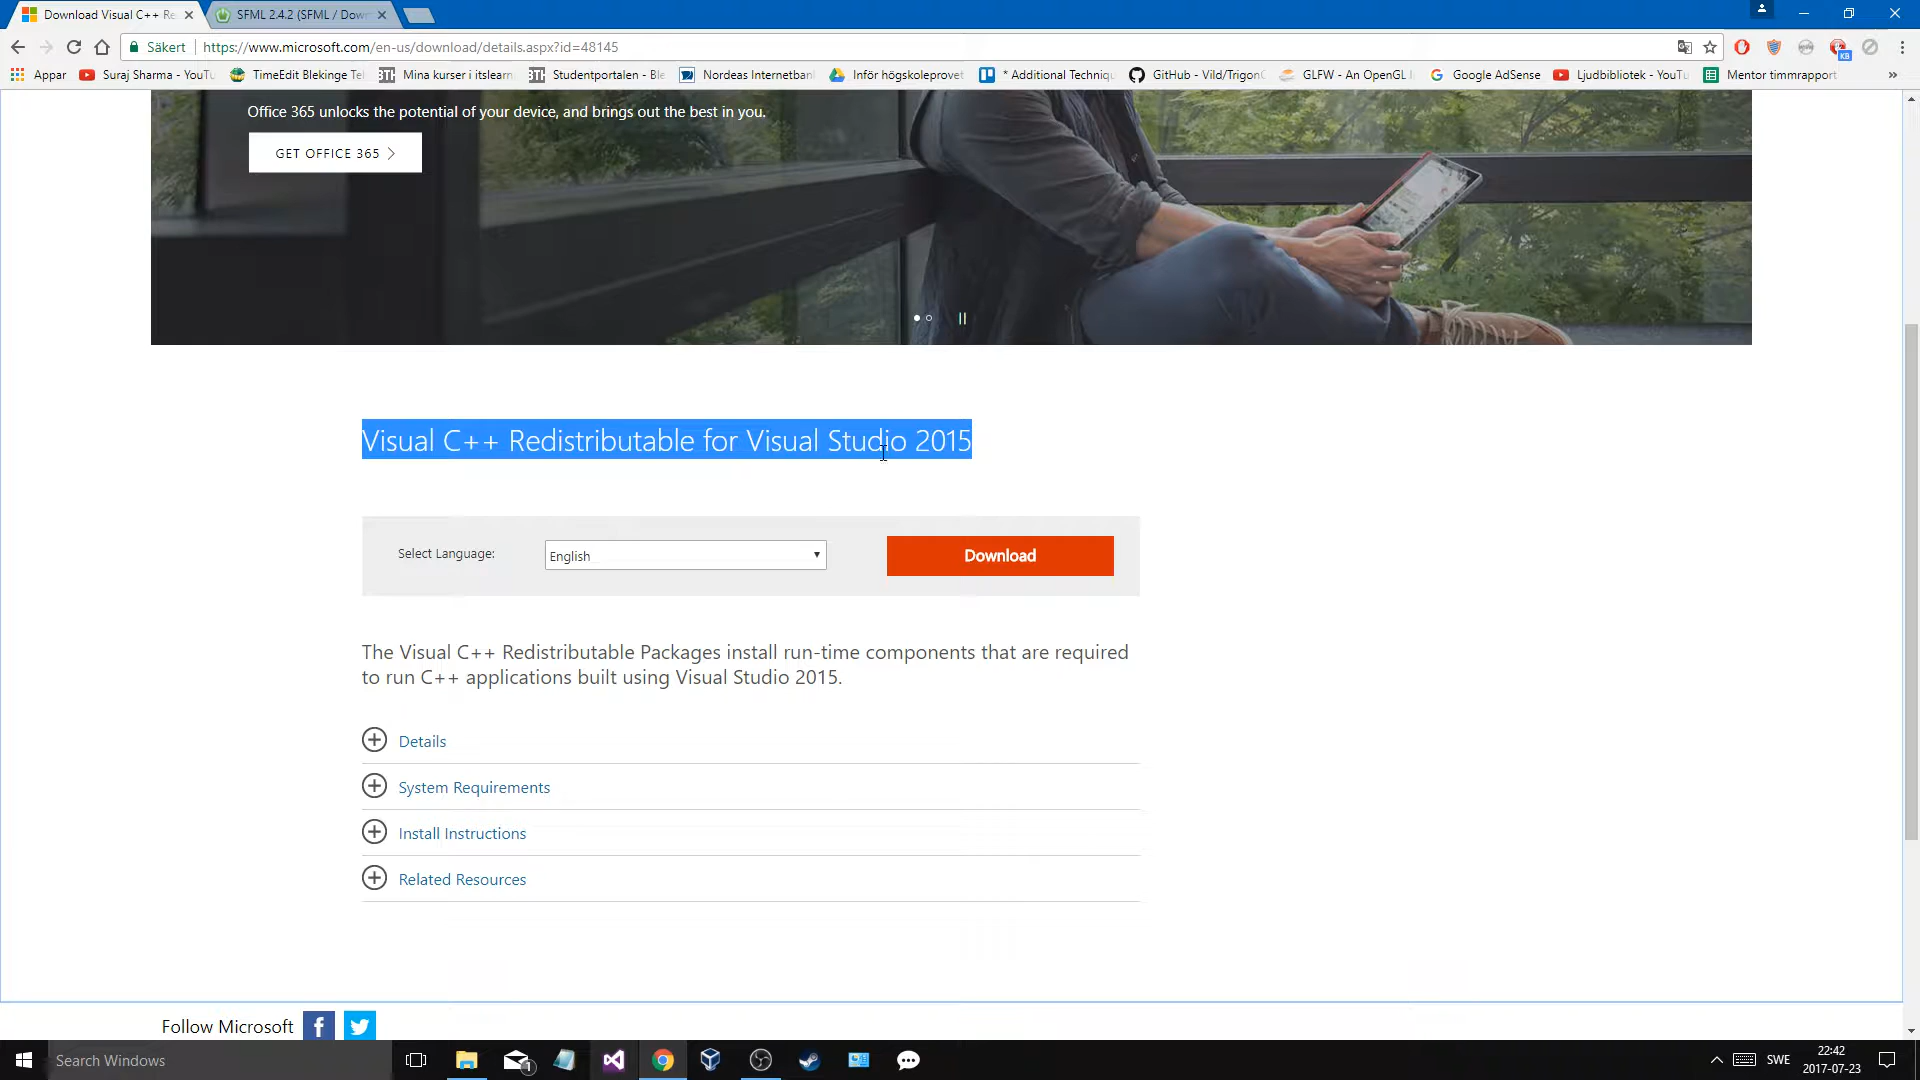 Download Visual C++ Re
SFML 2.4.2 (SFML / Down
Säkert
https://www.microsoft.com/en-us/download/details.aspx?id=48145
Appar
Suraj Sharma - YouTu
TimeEdit Blekinge Te
Mina kurser i itslearn
Studentportalen - Ble
Nordeas Internetban
Inför högskoleprovet
* Additional Techniqu
GitHub - Vild/Trigon
GLFW - An OpenGL l
Google AdSense
Ljudbibliotek - YouTu
Mentor timmrapport
»
Office 365 unlocks the potential of your device, and brings out the best in you.
GET OFFICE 365
Visual C++ Redistributable for Visual Studio 2015
Select Language:
English
Download
The Visual C++ Redistributable Packages install run-time components that are required
to run C++ applications built using Visual Studio 2015.
Details
System Requirements
Install Instructions
Related Resources
Follow Microsoft
Search Windows
SWE
22:42
2017-07-23